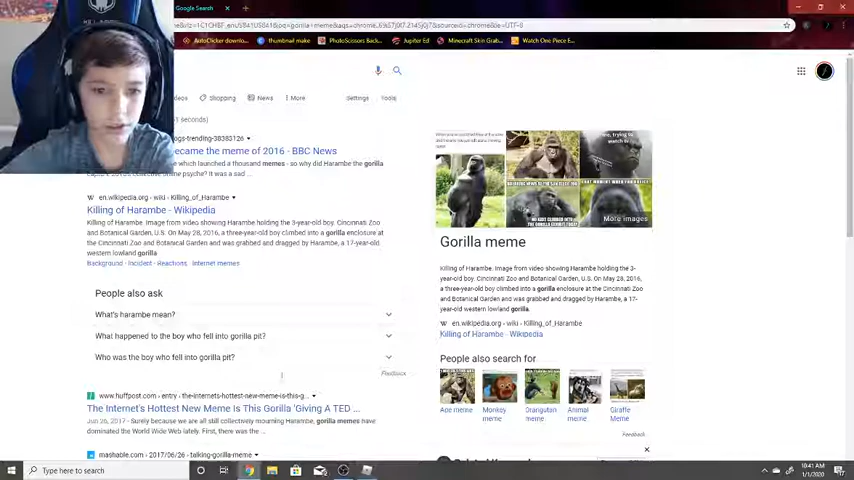 Google Search
AutoClicker downlo...
thumbnail make
PhotoScissors Back...
Jupiter Ed
Minecraft Skin Grab...
Watch One Piece E...
Shopping
News
More
Settings
Tools
ecame the meme of 2016 - BBC News
which launched a thousand memes - so why did Harambe the gorilla
en.wikipedia.org › wiki › Killing_of_Harambe
Killing of Harambe - Wikipedia
Killing of Harambe. Image from video showing Harambe holding the 3-year-old boy. Cincinnati Zoo
and Botanical Garden, U.S. On May 28, 2016, a three-year-old boy climbed into a gorilla enclosure at the
Cincinnati Zoo and Botanical Garden and was grabbed and dragged by Harambe, a 17-year-old
western lowland gorilla
Background · Incident · Reactions · Internet memes
People also ask
What's harambe mean?
What happened to the boy who fell into gorilla pit?
Who was the boy who fell into gorilla pit?
Feedback
www.huffpost.com › entry › the-internets-hottest-new-meme-is-this-g...
The Internet's Hottest New Meme Is This Gorilla 'Giving A TED ...
Jun 26, 2017 - Surely because we are all still collectively mourning Harambe, gorilla memes have
dominated the World Wide Web lately. First, there was the ...
mashable.com › 2017/06/26 › talking-gorilla-meme
More images
Gorilla meme
Killing of Harambe. Image from video showing Harambe holding the 3-
year-old boy. Cincinnati Zoo and Botanical Garden, U.S. On May 28, 2016,
a three-year-old boy climbed into a gorilla enclosure at the Cincinnati Zoo
and Botanical Garden and was grabbed and dragged by Harambe, a 17-
year-old western lowland gorilla.
en.wikipedia.org › wiki › Killing_of_Harambe
Killing of Harambe - Wikipedia
People also search for
Ape meme
Monkey meme
Orangutan meme
Animal meme
Giraffe Meme
Feedback
Type here to search
10:41 AM
1/1/2020